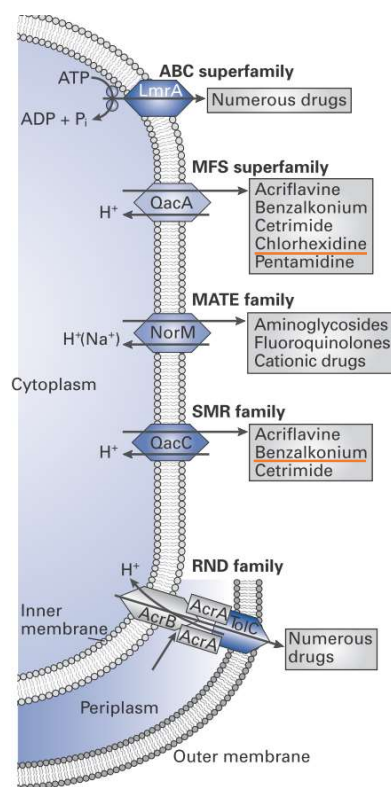 ABC superfamily
ATP
LmrA
Numerous drugs
ADP + Pi
MFS superfamily
QacA
H+
Acriflavine
Benzalkonium
Cetrimide
Chlorhexidine
Pentamidine
MATE family
NorM
H+(Na+)
Aminoglycosides
Fluoroquinolones
Cationic drugs
Cytoplasm
SMR family
QacC
H+
Acriflavine
Benzalkonium
Cetrimide
RND family
H+
AcrA
TolC
AcrB
AcrA
Inner
membrane
Numerous
drugs
Periplasm
Outer membrane